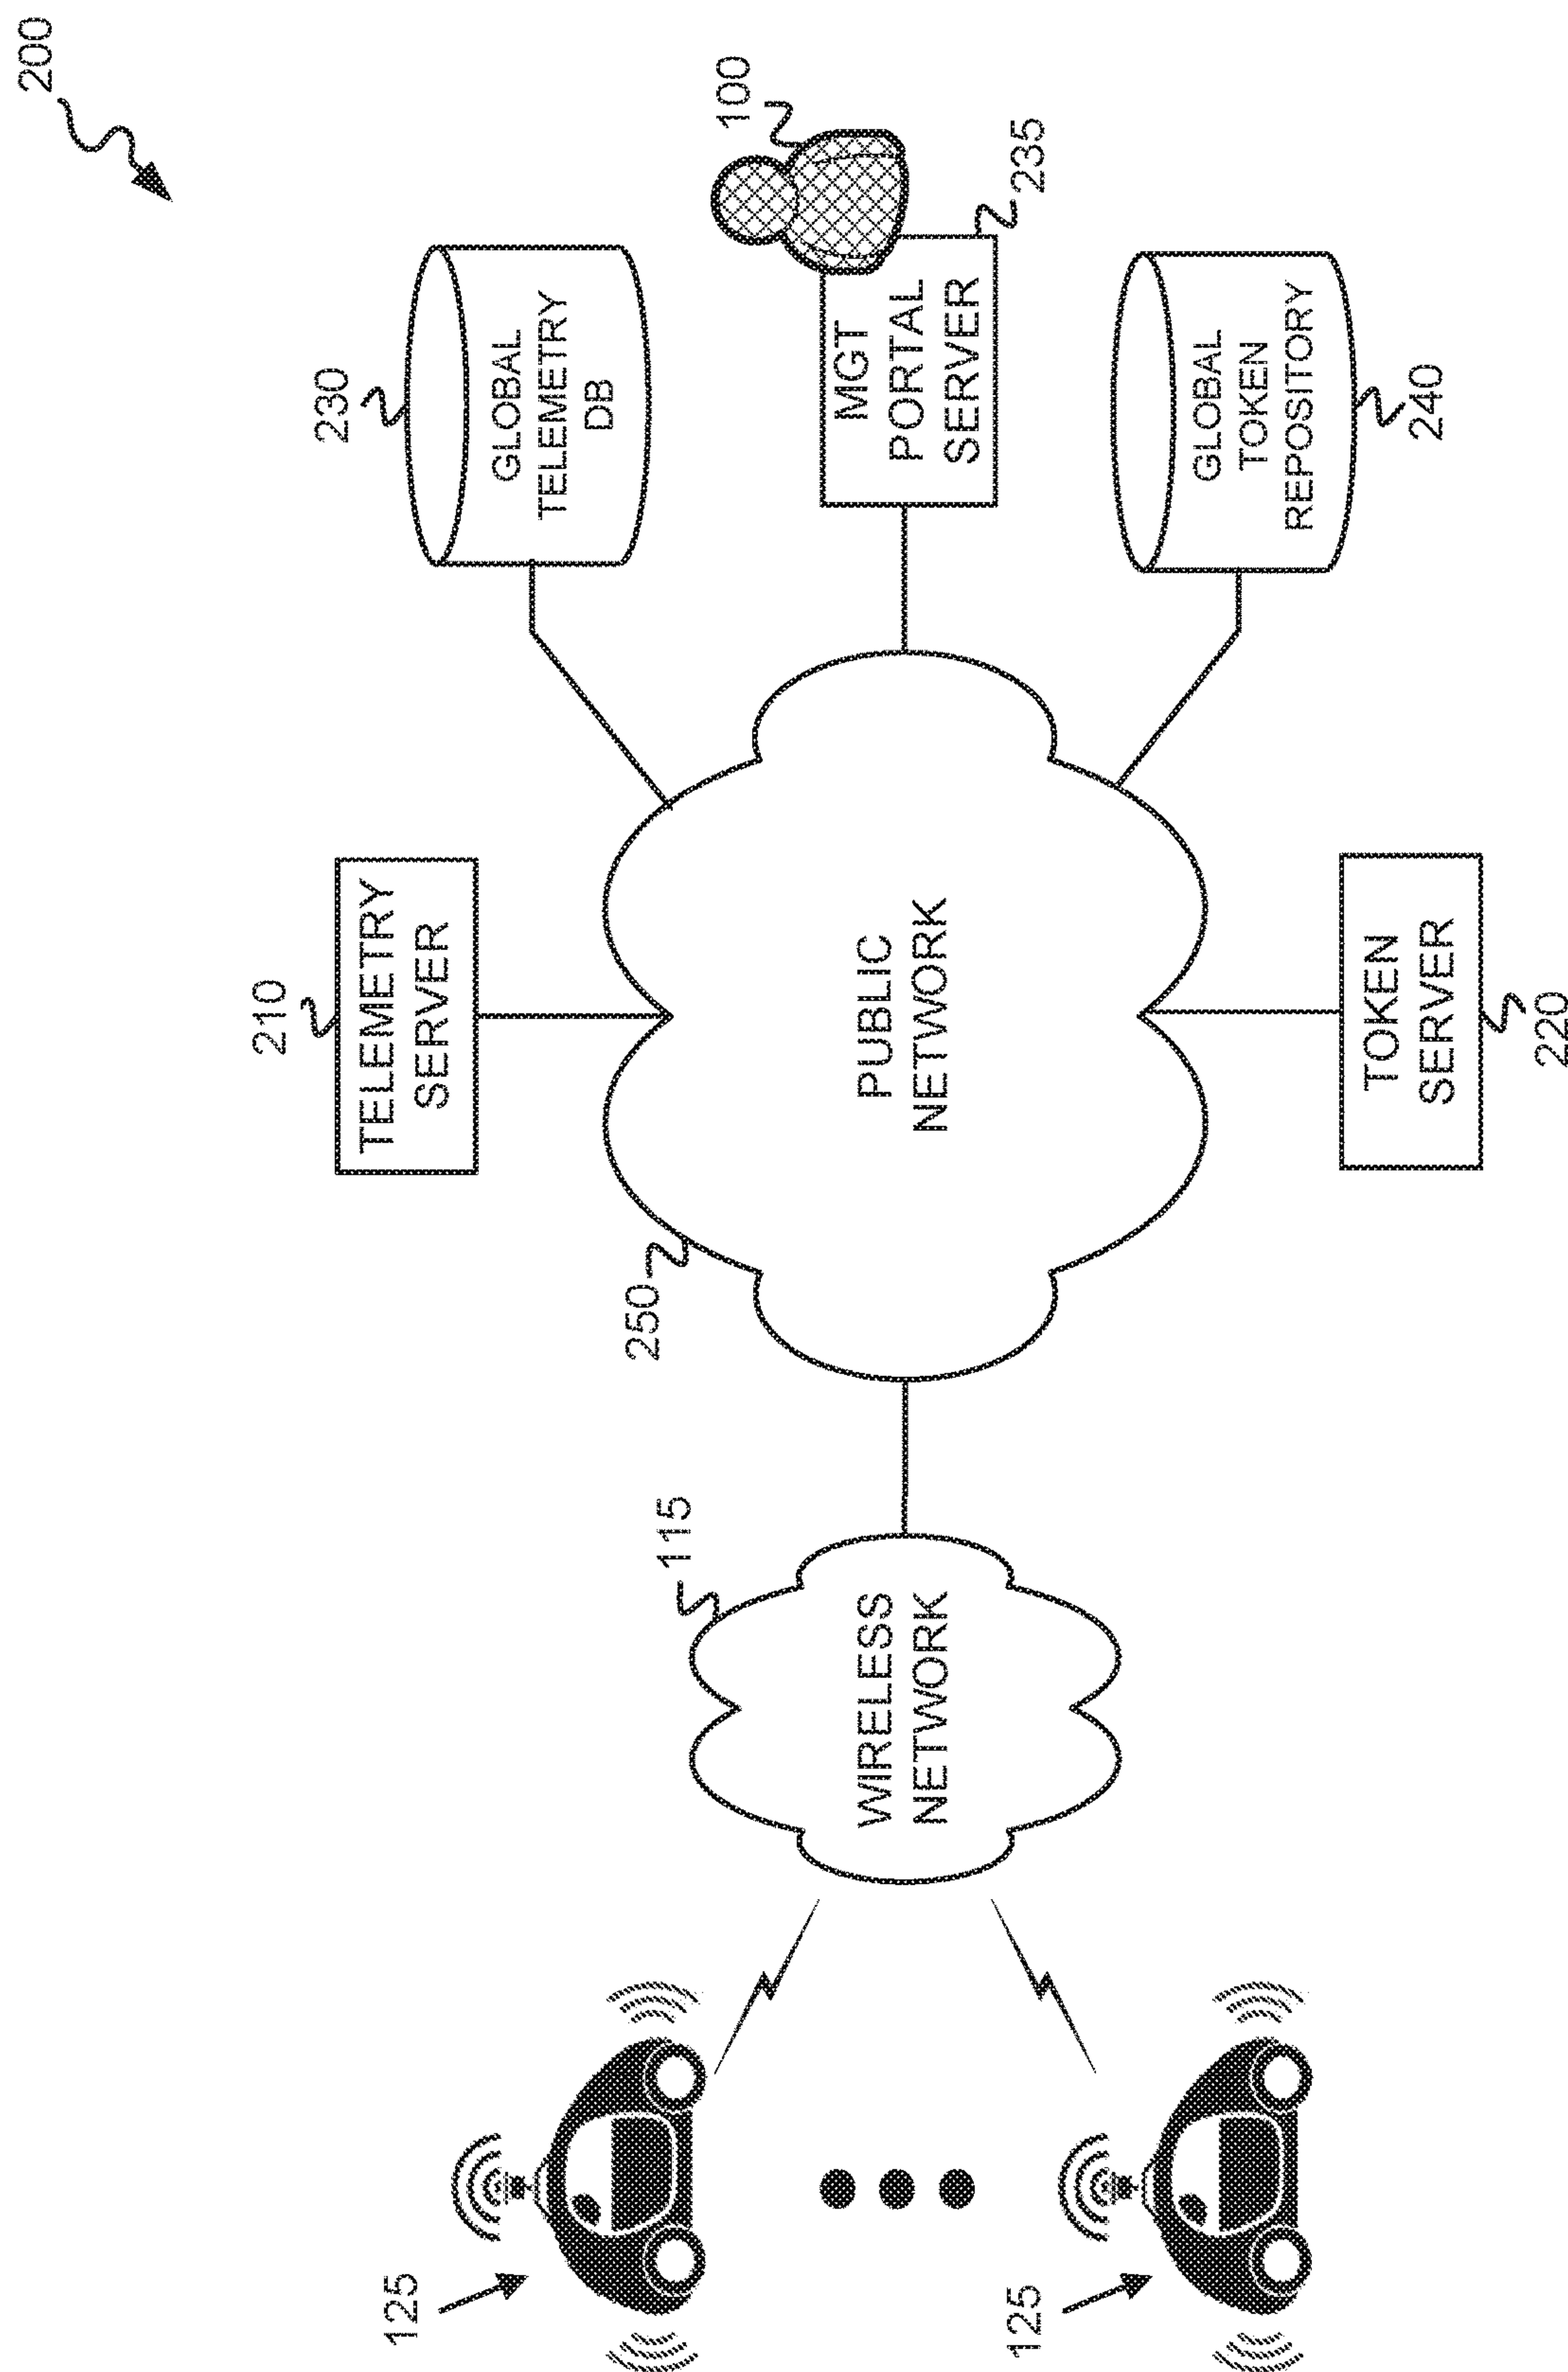 200
210
TELEMETRY
SERVER
230
GLOBAL
TELEMETRY
DB
125
115
WIRELESS
NETWORK
250
PUBLIC
NETWORK
100
MGT
PORTAL
SERVER
235
125
TOKEN
SERVER
220
GLOBAL
TOKEN
REPOSITORY
240